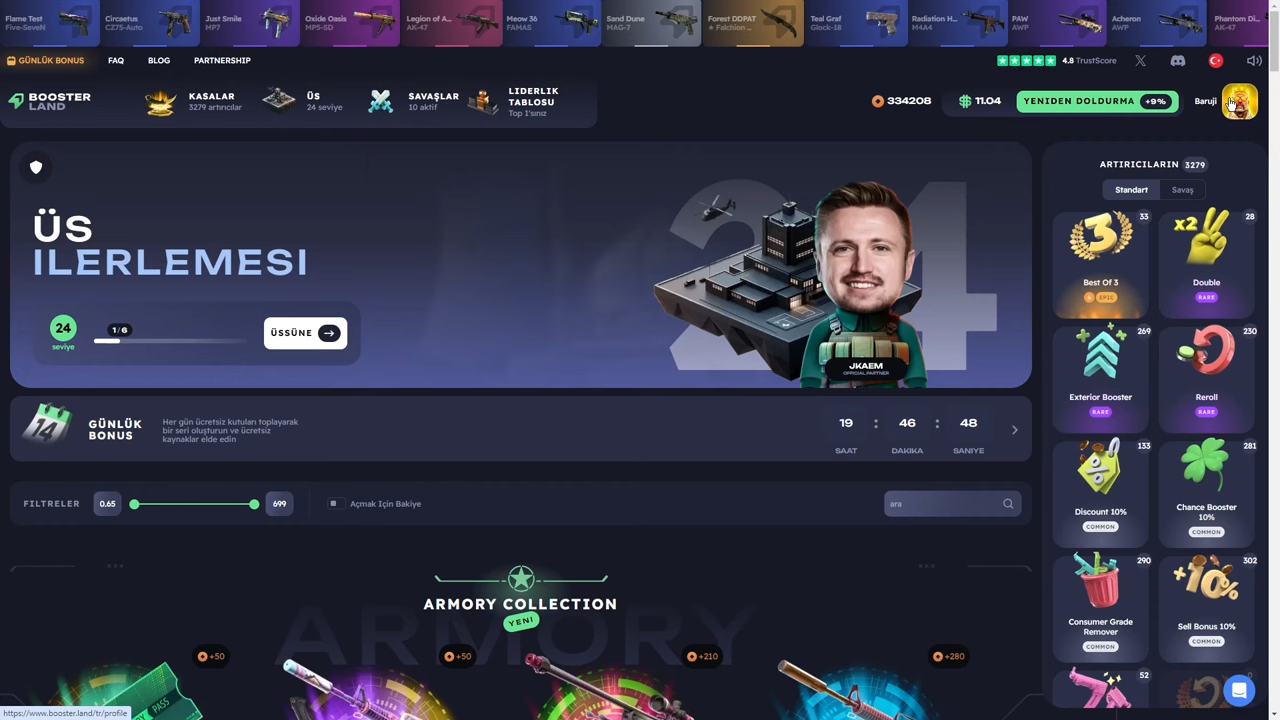 Flame Test
Five-SeveN
Circaetus
CZ75-Auto
Just Smile
MP7
Oxide Oasis
MP5-SD
Legion of A...
AK-47
Meow 36
FAMAS
Sand Dune
MAG-7
Forest DDPAT
★ Falchion ...
Teal Graf
Glock-18
Radiation H...
M4A4
PAW
AWP
Acheron
AWP
Phantom Di...
AK-47
GÜNLÜK BONUS
FAQ
BLOG
PARTNERSHIP
4.8 TrustScore
BOOSTER
LAND
KASALAR
3279 artırıcılar
ÜS
24 seviye
SAVAŞLAR
10 aktif
LIDERLIK
TABLOSU
Top 1'sınız
334208
11.04
YENIDEN DOLDURMA +9%
Baruji
ÜS
ILERLEMESI
24
seviye
1/6
ÜSSÜNE
24
JKAEM
OFFICIAL PARTNER
14
GÜNLÜK
BONUS
Her gün ücretsiz kutuları toplayarak
bir seri oluşturun ve ücretsiz
kaynaklar elde edin
19 : 46 : 48
SAAT DAKIKA SANIYE
FILTRELER
0.65
699
Açmak Için Bakiye
ara
ARMORY
ARMORY COLLECTION
YENI
+50
+50
+210
+280
PASS
ARTIRICILARIN 3279
Standart
Savaş
33
3
Best Of 3
EPIC
28
x2
Double
RARE
269
Exterior Booster
RARE
230
Reroll
RARE
133
%
Discount 10%
COMMON
281
Chance Booster
10%
COMMON
290
Consumer Grade
Remover
COMMON
302
+10%
Sell Bonus 10%
COMMON
52
0
https://www.booster.land/tr/profile